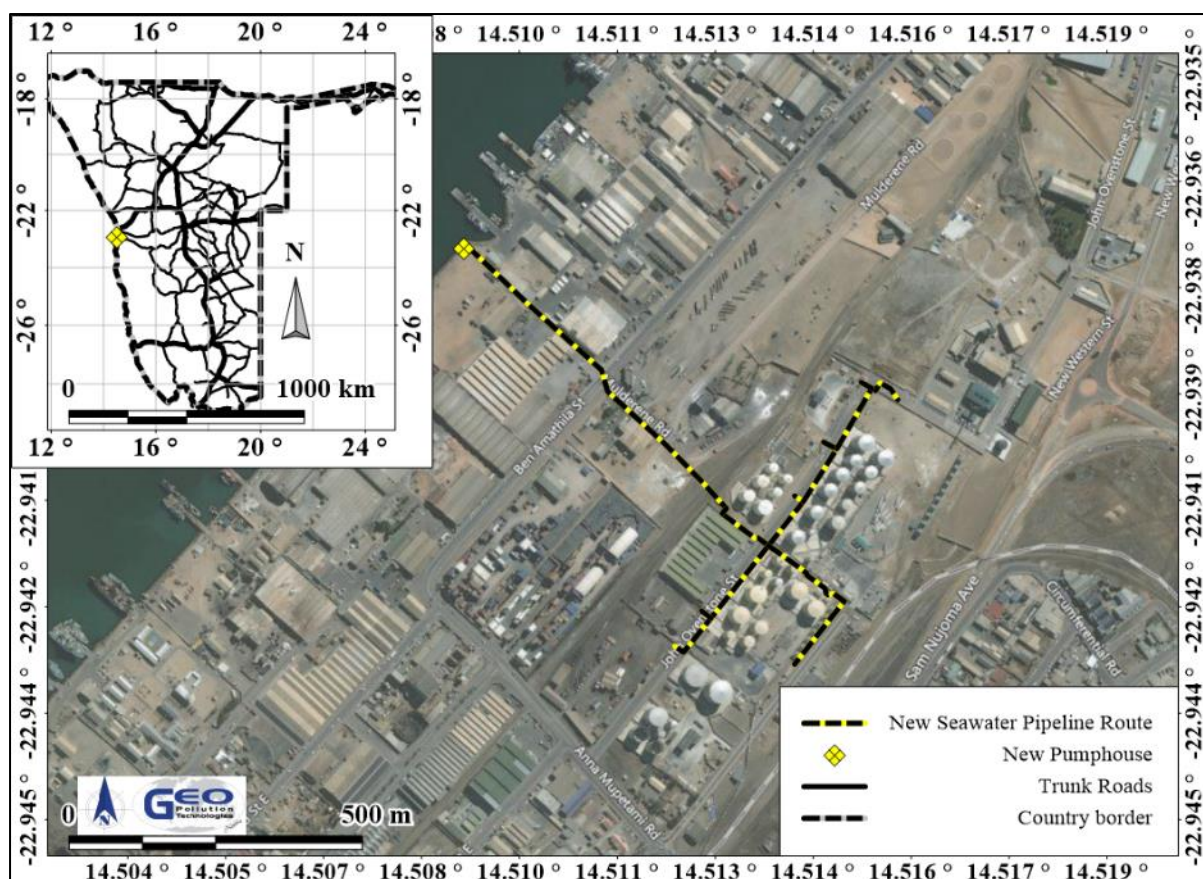 12 16 20 24
-18
-22
-26
N
0 1000 km
12 16 20 24
-18
-22
-26
8 14.510 14.511 14.513 14.514 14.516 14.517 14.519
-22.935
-22.936
-22.938
-22.939
-22.941
-22.942
-22.944
-22.945
-22.941
-22.942
-22.944
-22.945
Mulderene Rd
John Ovenstone St
New Western St
Mulderene Rd
Ben Amathila St
John Ovenstone St
Sam Nujoma Ave
Circumferential Rd
Anna Mupetami Rd
New Seawater Pipeline Route
New Pumphouse
Trunk Roads
Country border
GEO
Pollution
Technologies
0 500 m
St E
E
14.504 14.505 14.507 14.508 14.510 14.511 14.513 14.514 14.516 14.517 14.519